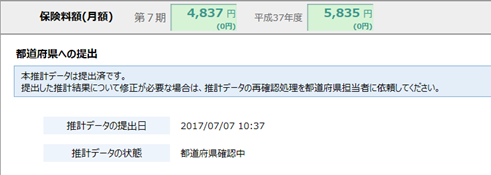 保険料額(月額) 第7期 4,837 円 平成37年度 5,835 円
(0円) (0円)
都道府県への提出
本推計データは提出済です。
提出した推計結果について修正が必要な場合は、推計データの再確認処理を都道府県担当者に依頼してください。
推計データの提出日 2017/07/07 10:37
推計データの状態 都道府県確認中